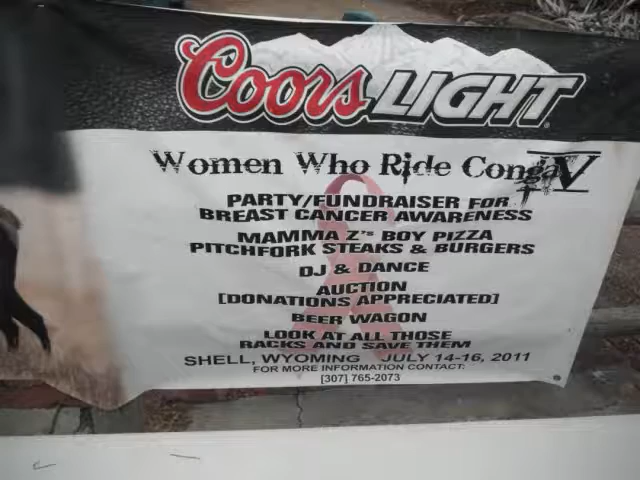 Coors LIGHT
Women Who Ride Conga IV
PARTY/FUNDRAISER FOR
BREAST CANCER AWARENESS
MAMMA Z's BOY PIZZA
PITCHFORK STEAKS & BURGERS
DJ & DANCE
AUCTION
[DONATIONS APPRECIATED]
BEER WAGON
LOOK AT ALL THOSE
RACKS AND SAVE THEM
SHELL, WYOMING JULY 14-16, 2011
FOR MORE INFORMATION CONTACT:
[307] 765-2073